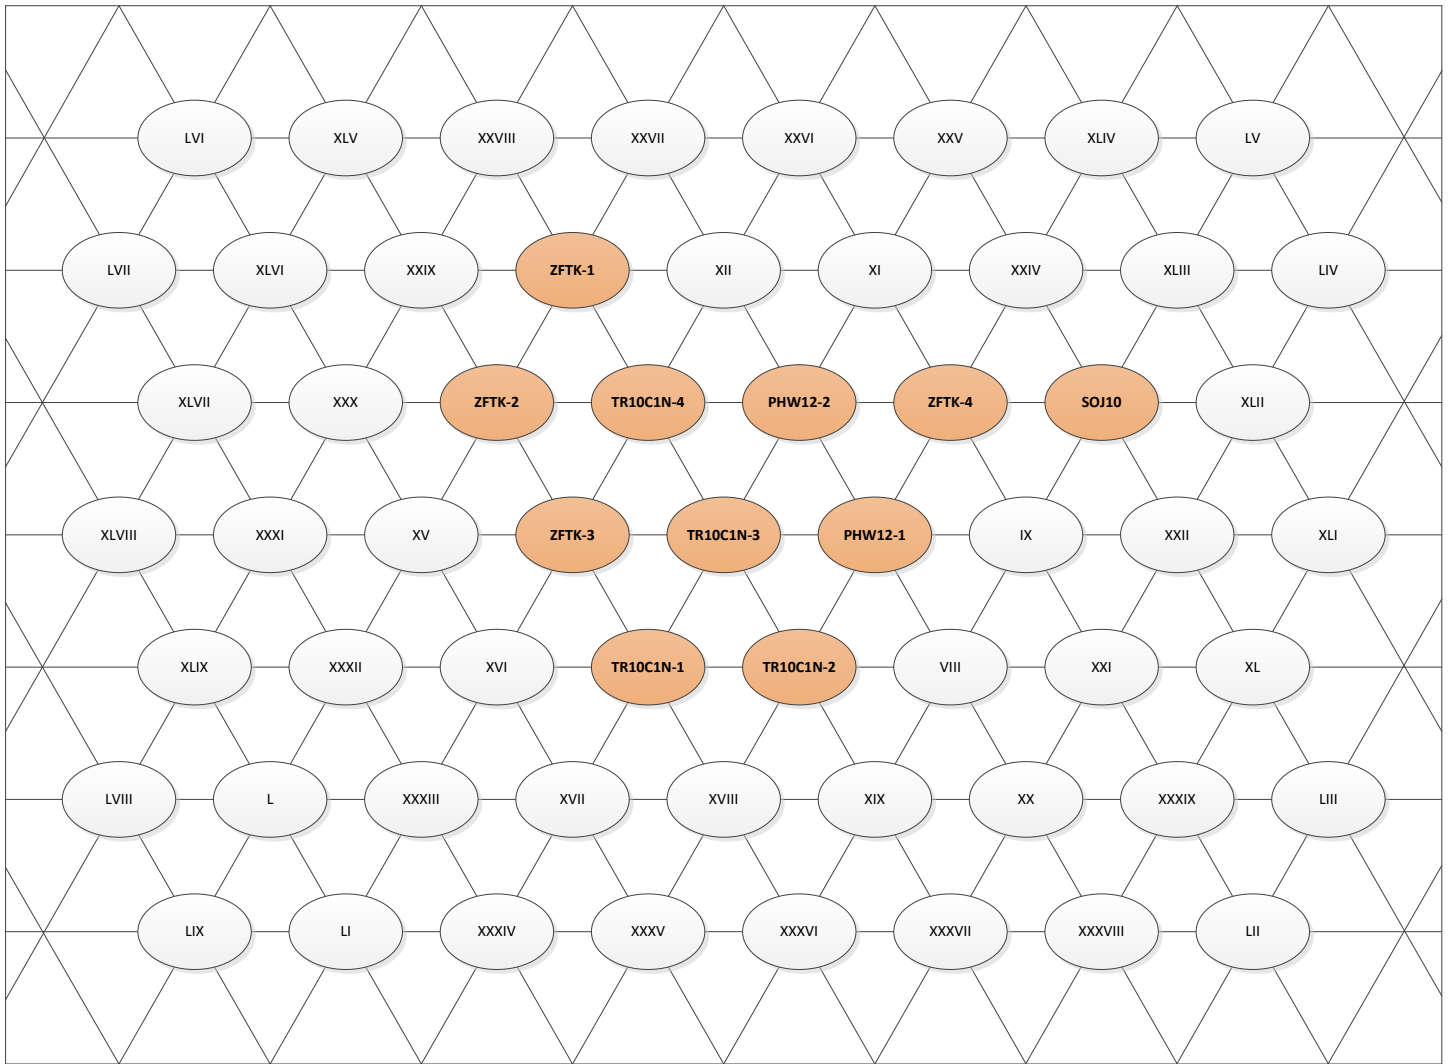 LVI XLV XXVIII XXVII XXVI XXV XLIV LV
LVII XLVI XXIX ZFTK-1 XII XI XXIV XLIII LIV
XLVII XXX ZFTK-2 TR10C1N-4 PHW12-2 ZFTK-4 SOJ10 XLII
XLVIII XXXI XV ZFTK-3 TR10C1N-3 PHW12-1 IX XXII XLI
XLIX XXXII XVI TR10C1N-1 TR10C1N-2 VIII XXI XL
LVIII L XXXIII XVII XVIII XIX XX XXXIX LIII
LIX LI XXXIV XXXV XXXVI XXXVII XXXVIII LII